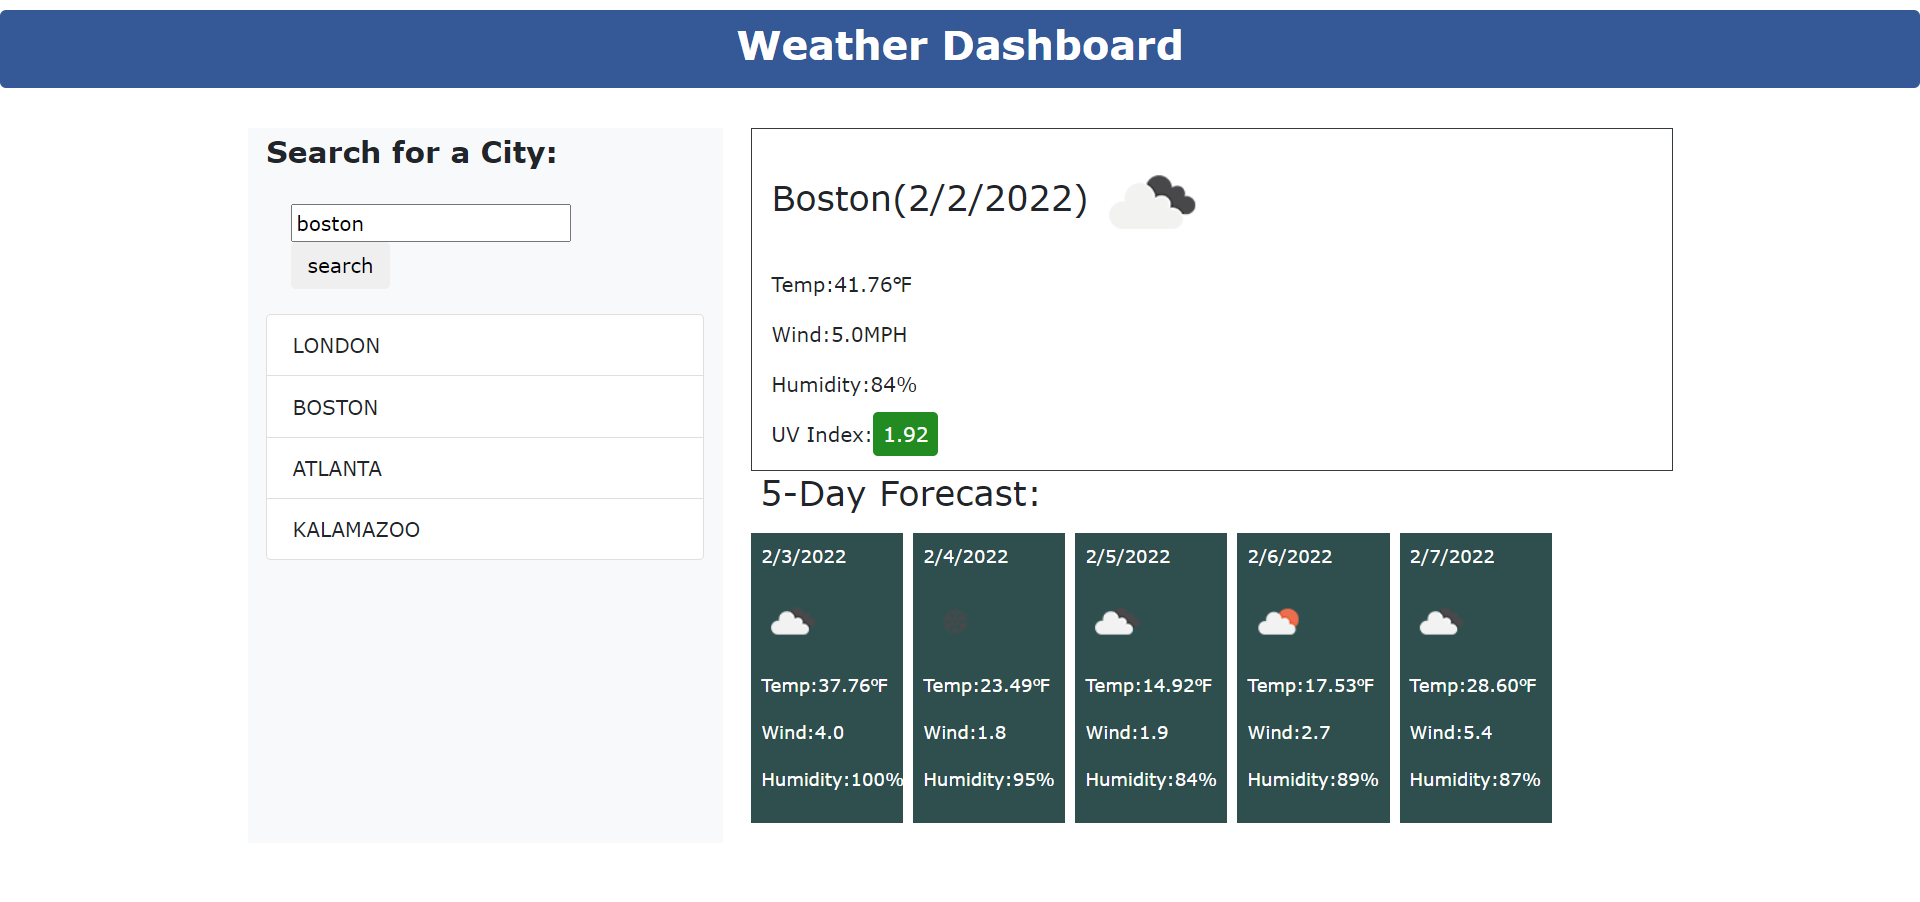 Weather Dashboard
Search for a City:
boston
search
LONDON
BOSTON
ATLANTA
KALAMAZOO
Boston(2/2/2022)
Temp:41.76°F
Wind:5.0MPH
Humidity:84%
UV Index: 1.92
5-Day Forecast:
2/3/2022
Temp:37.76°F
Wind:4.0
Humidity:100%
2/4/2022
Temp:23.49°F
Wind:1.8
Humidity:95%
2/5/2022
Temp:14.92°F
Wind:1.9
Humidity:84%
2/6/2022
Temp:17.53°F
Wind:2.7
Humidity:89%
2/7/2022
Temp:28.60°F
Wind:5.4
Humidity:87%